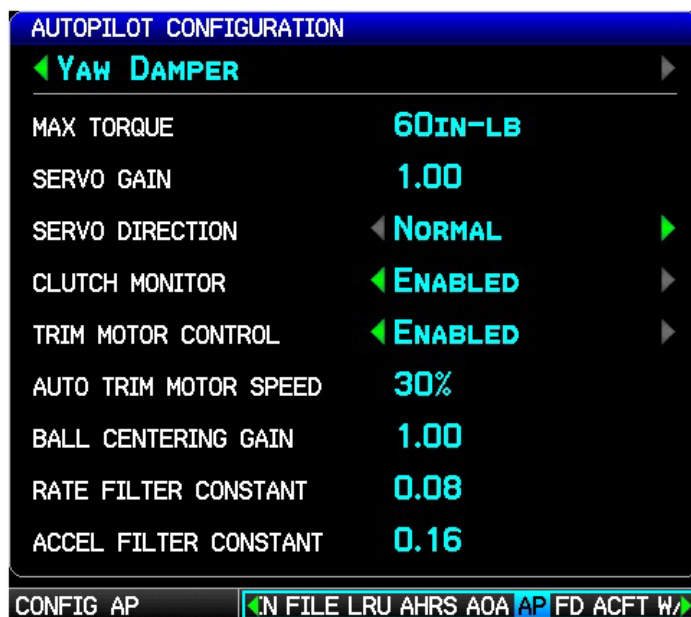 AUTOPILOT CONFIGURATION
YAW DAMPER
MAX TORQUE 60IN-LB
SERVO GAIN 1.00
SERVO DIRECTION NORMAL
CLUTCH MONITOR ENABLED
TRIM MOTOR CONTROL ENABLED
AUTO TRIM MOTOR SPEED 30%
BALL CENTERING GAIN 1.00
RATE FILTER CONSTANT 0.08
ACCEL FILTER CONSTANT 0.16
CONFIG AP FILE LRU AHRS AOA AP FD ACFT